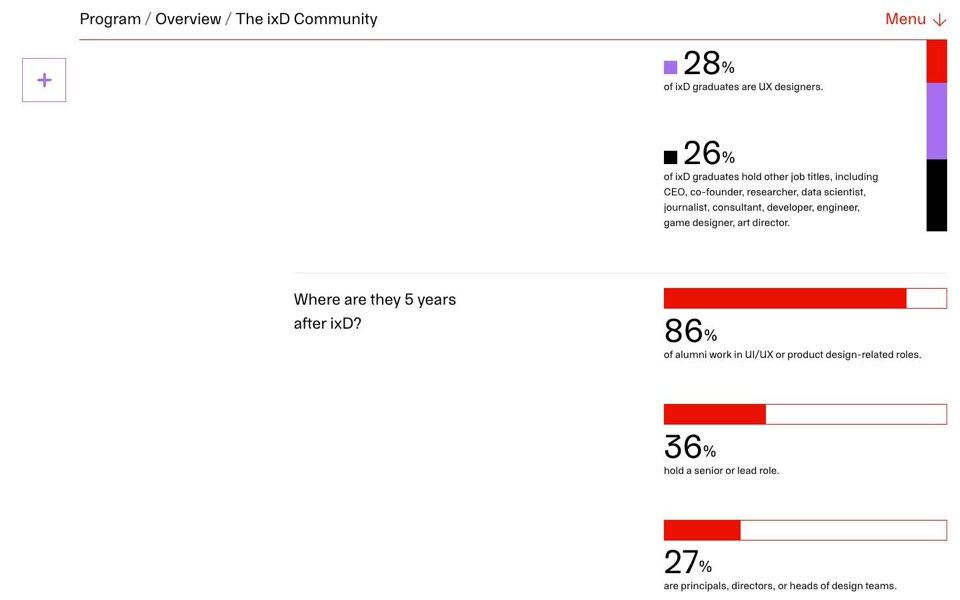 Program / Overview / The ixD Community
Menu ↓
+
28%
of ixD graduates are UX designers.
26%
of ixD graduates hold other job titles, including
CEO, co-founder, researcher, data scientist,
journalist, consultant, developer, engineer,
game designer, art director.
Where are they 5 years
after ixD?
86%
of alumni work in UI/UX or product design-related roles.
36%
hold a senior or lead role.
27%
are principals, directors, or heads of design teams.